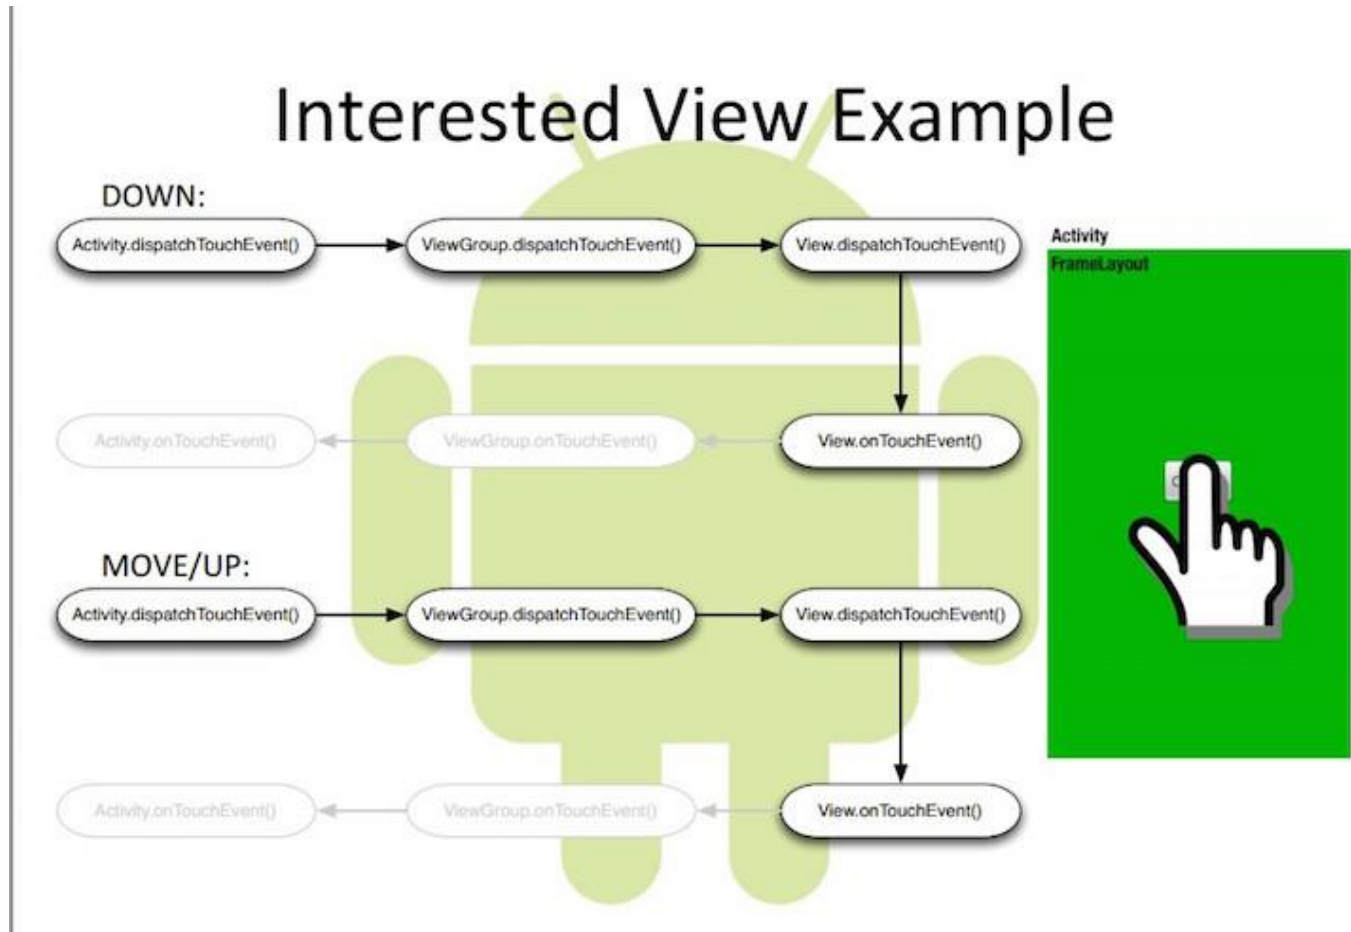 Interested View Example
DOWN:
Activity.dispatchTouchEvent()
ViewGroup.dispatchTouchEvent()
View.dispatchTouchEvent()
Activity
FrameLayout
Activity.onTouchEvent()
ViewGroup.onTouchEvent()
View.onTouchEvent()
MOVE/UP:
Activity.dispatchTouchEvent()
ViewGroup.dispatchTouchEvent()
View.dispatchTouchEvent()
Activity.onTouchEvent()
ViewGroup.onTouchEvent()
View.onTouchEvent()